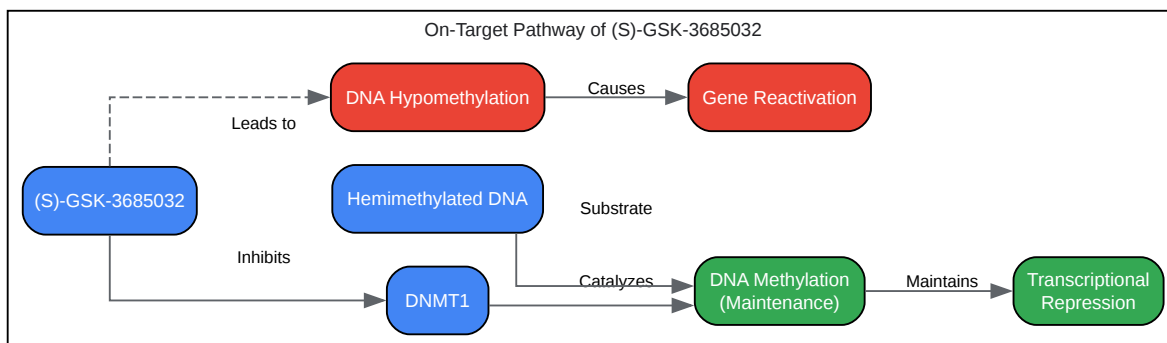 On-Target Pathway of (S)-GSK-3685032
DNA Hypomethylation
Causes
Gene Reactivation
Leads to
(S)-GSK-3685032
Hemimethylated DNA
Substrate
Inhibits
DNMT1
Catalyzes
DNA Methylation
(Maintenance)
Maintains
Transcriptional
Repression